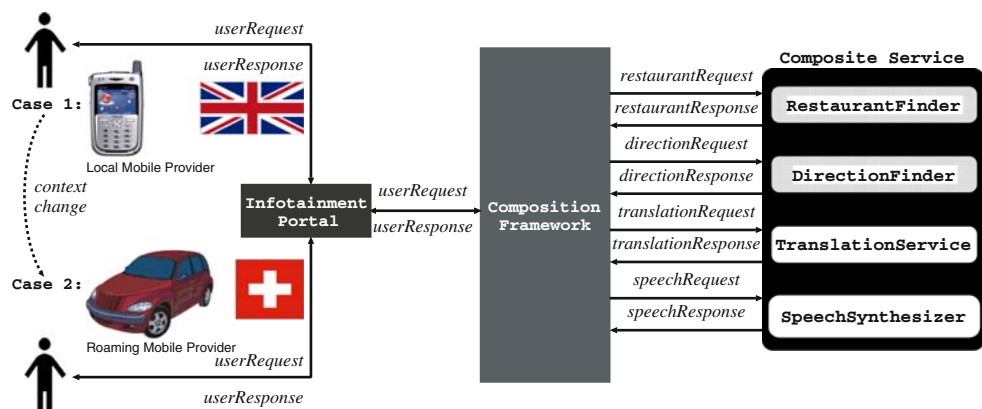 userRequest
userResponse
Case 1:
Local Mobile Provider
context
change
Case 2:
Roaming Mobile Provider
userRequest
userResponse
Infotainment
Portal
userRequest
userResponse
Composition
Framework
restaurantRequest
restaurantResponse
directionRequest
directionResponse
translationRequest
translationResponse
speechRequest
speechResponse
Composite Service
RestaurantFinder
DirectionFinder
TranslationService
SpeechSynthesizer